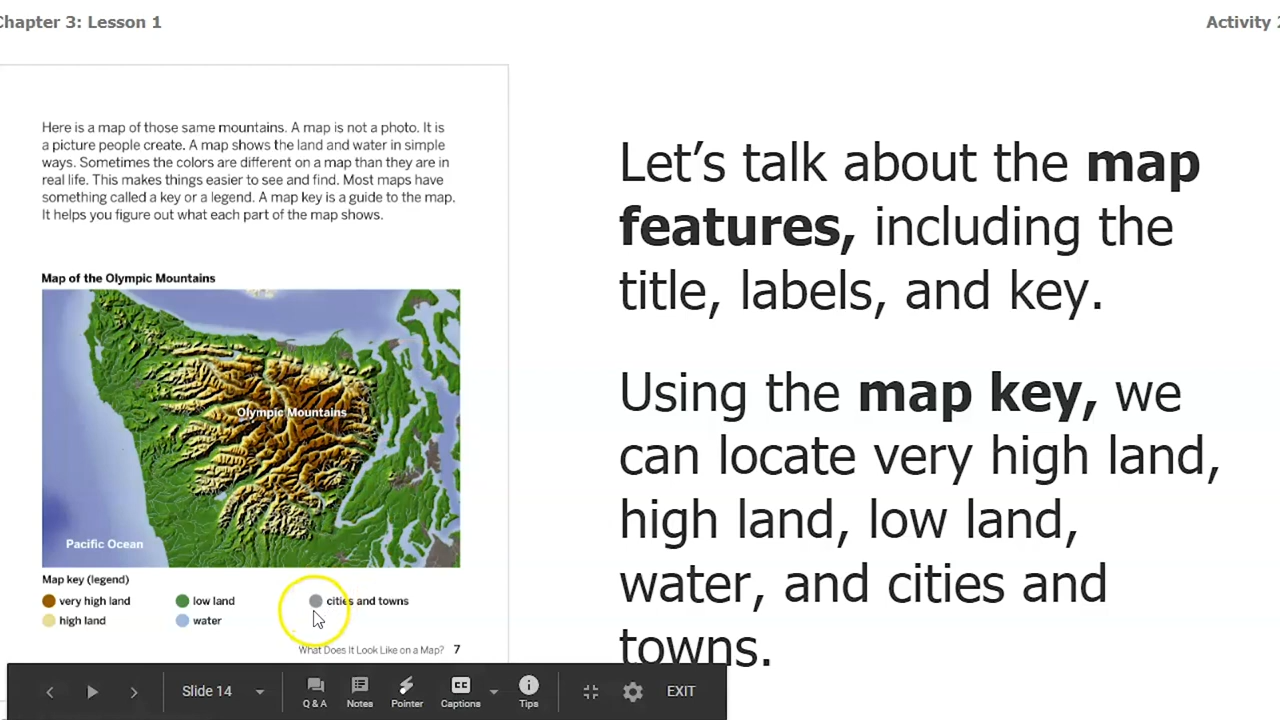 Chapter 3: Lesson 1
Activity 2
Here is a map of those same mountains. A map is not a photo. It is
a picture people create. A map shows the land and water in simple
ways. Sometimes the colors are different on a map than they are in
real life. This makes things easier to see and find. Most maps have
something called a key or a legend. A map key is a guide to the map.
It helps you figure out what each part of the map shows.
Map of the Olympic Mountains
Olympic Mountains
Pacific Ocean
Map key (legend)
very high land
low land
cities and towns
high land
water
What Does It Look Like on a Map? 7
Let's talk about the map
features, including the
title, labels, and key.
Using the map key, we
can locate very high land,
high land, low land,
water, and cities and
towns.
Slide 14
Q & A
Notes
Pointer
CC
Captions
Tips
EXIT